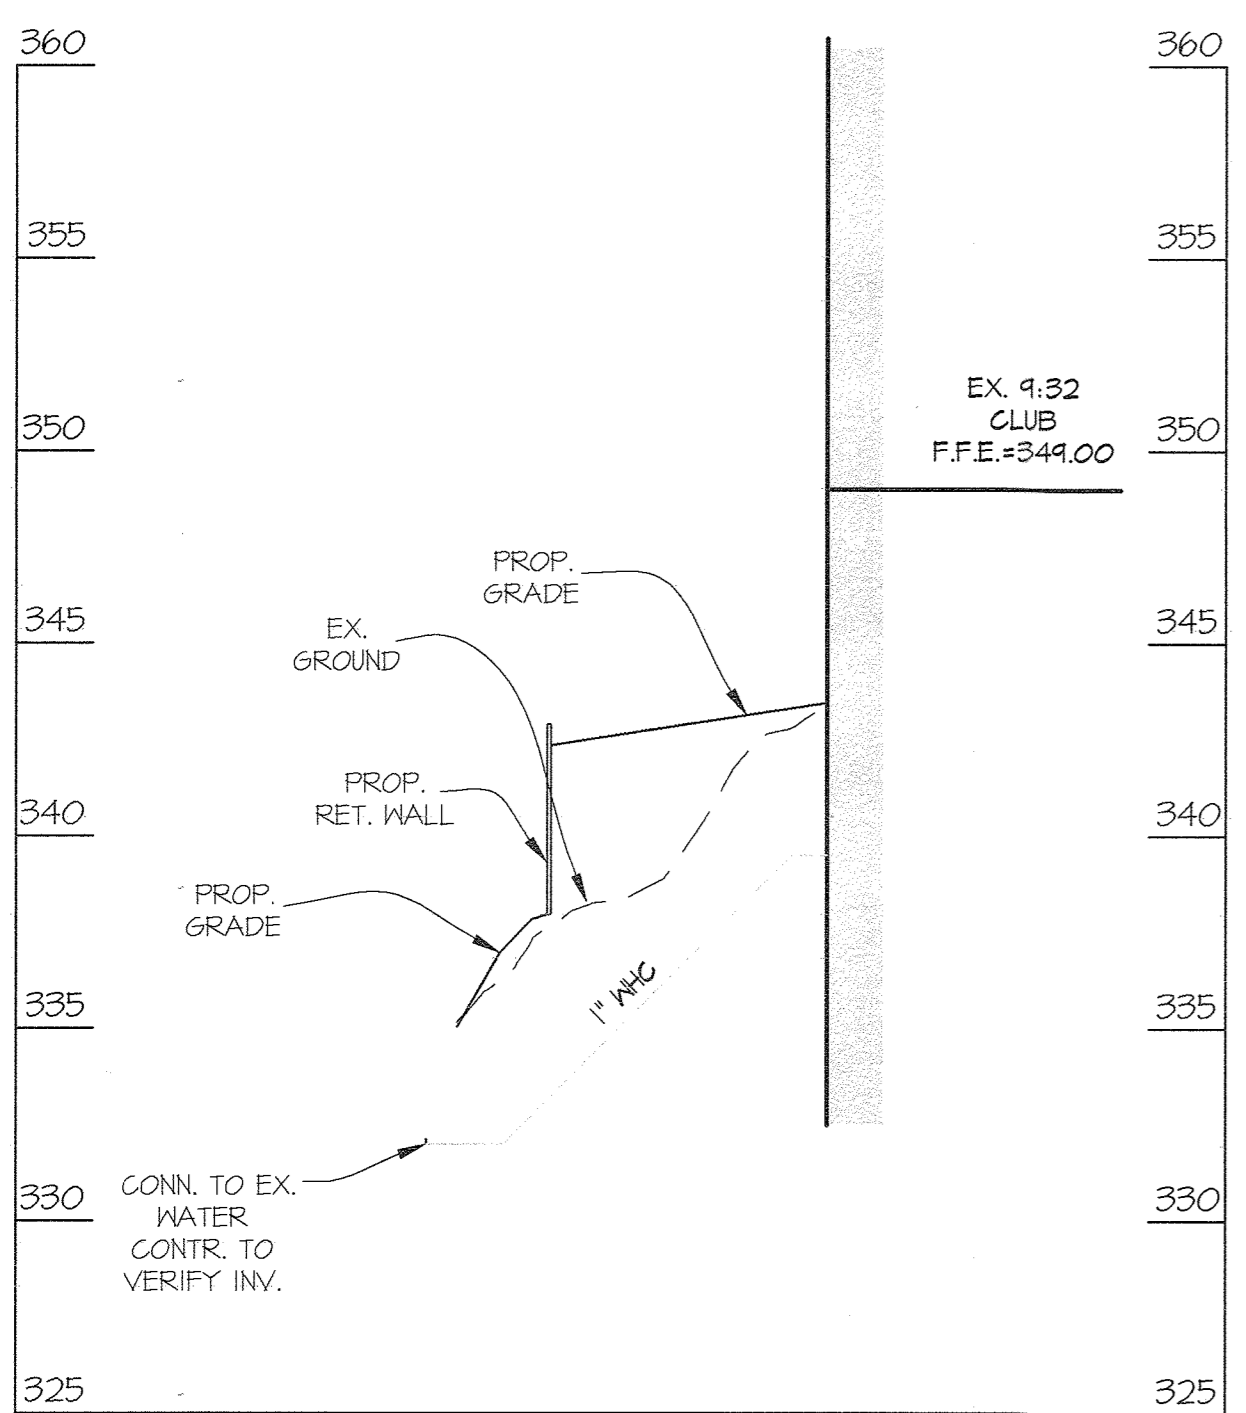 360
360
355
355
EX. 9:32
CLUB
F.F.E.=349.00
350
350
PROP.
GRADE
345
345
EX.
GROUND
PROP.
RET. WALL
340
340
PROP.
GRADE
1" WHC
335
335
CONN. TO EX.
WATER
CONTR. TO
VERIFY INV.
330
330
325
325